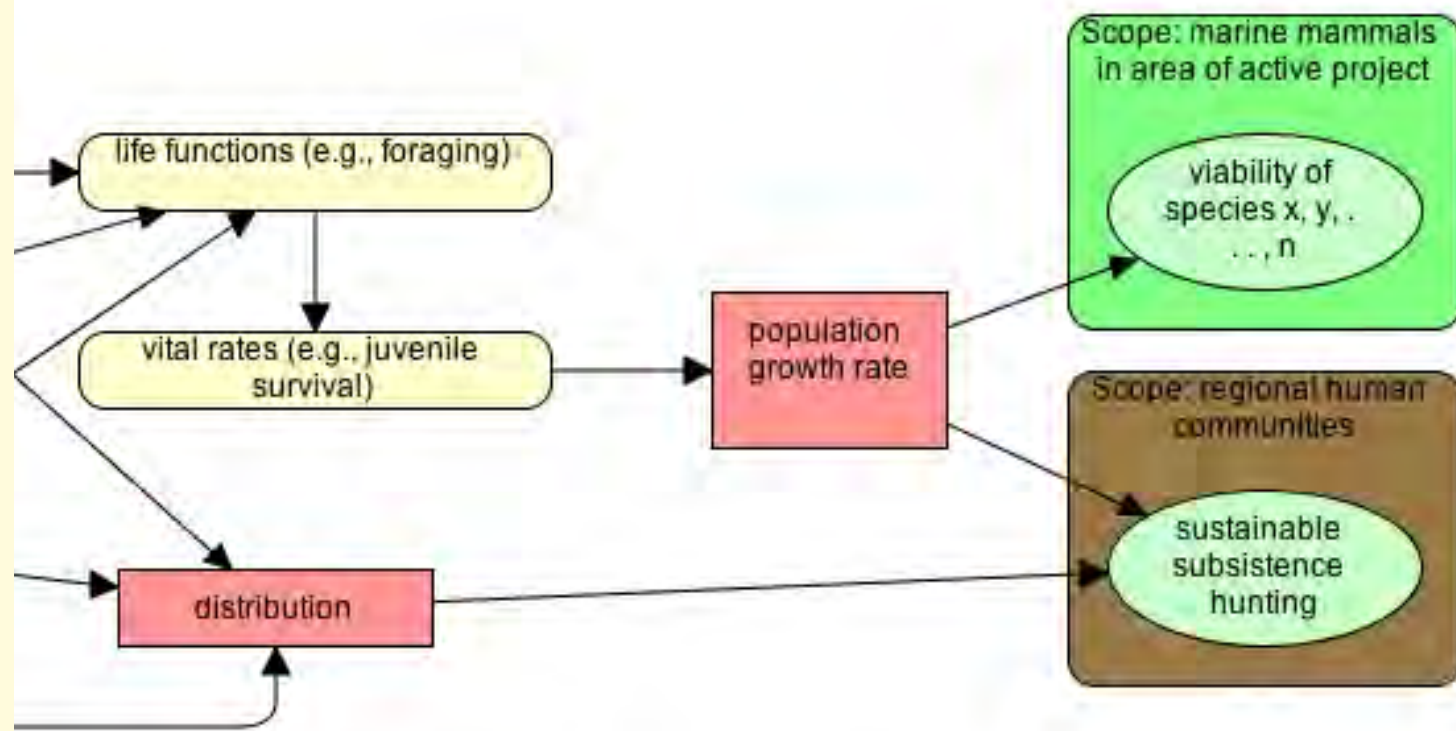 Scope: marine mammals
in area of active project
life functions (e.g., foraging)
viability of
species x, y, .
. . , n
vital rates (e.g., juvenile
survival)
population
growth rate
Scope: regional human
communities
sustainable
subsistence
hunting
distribution